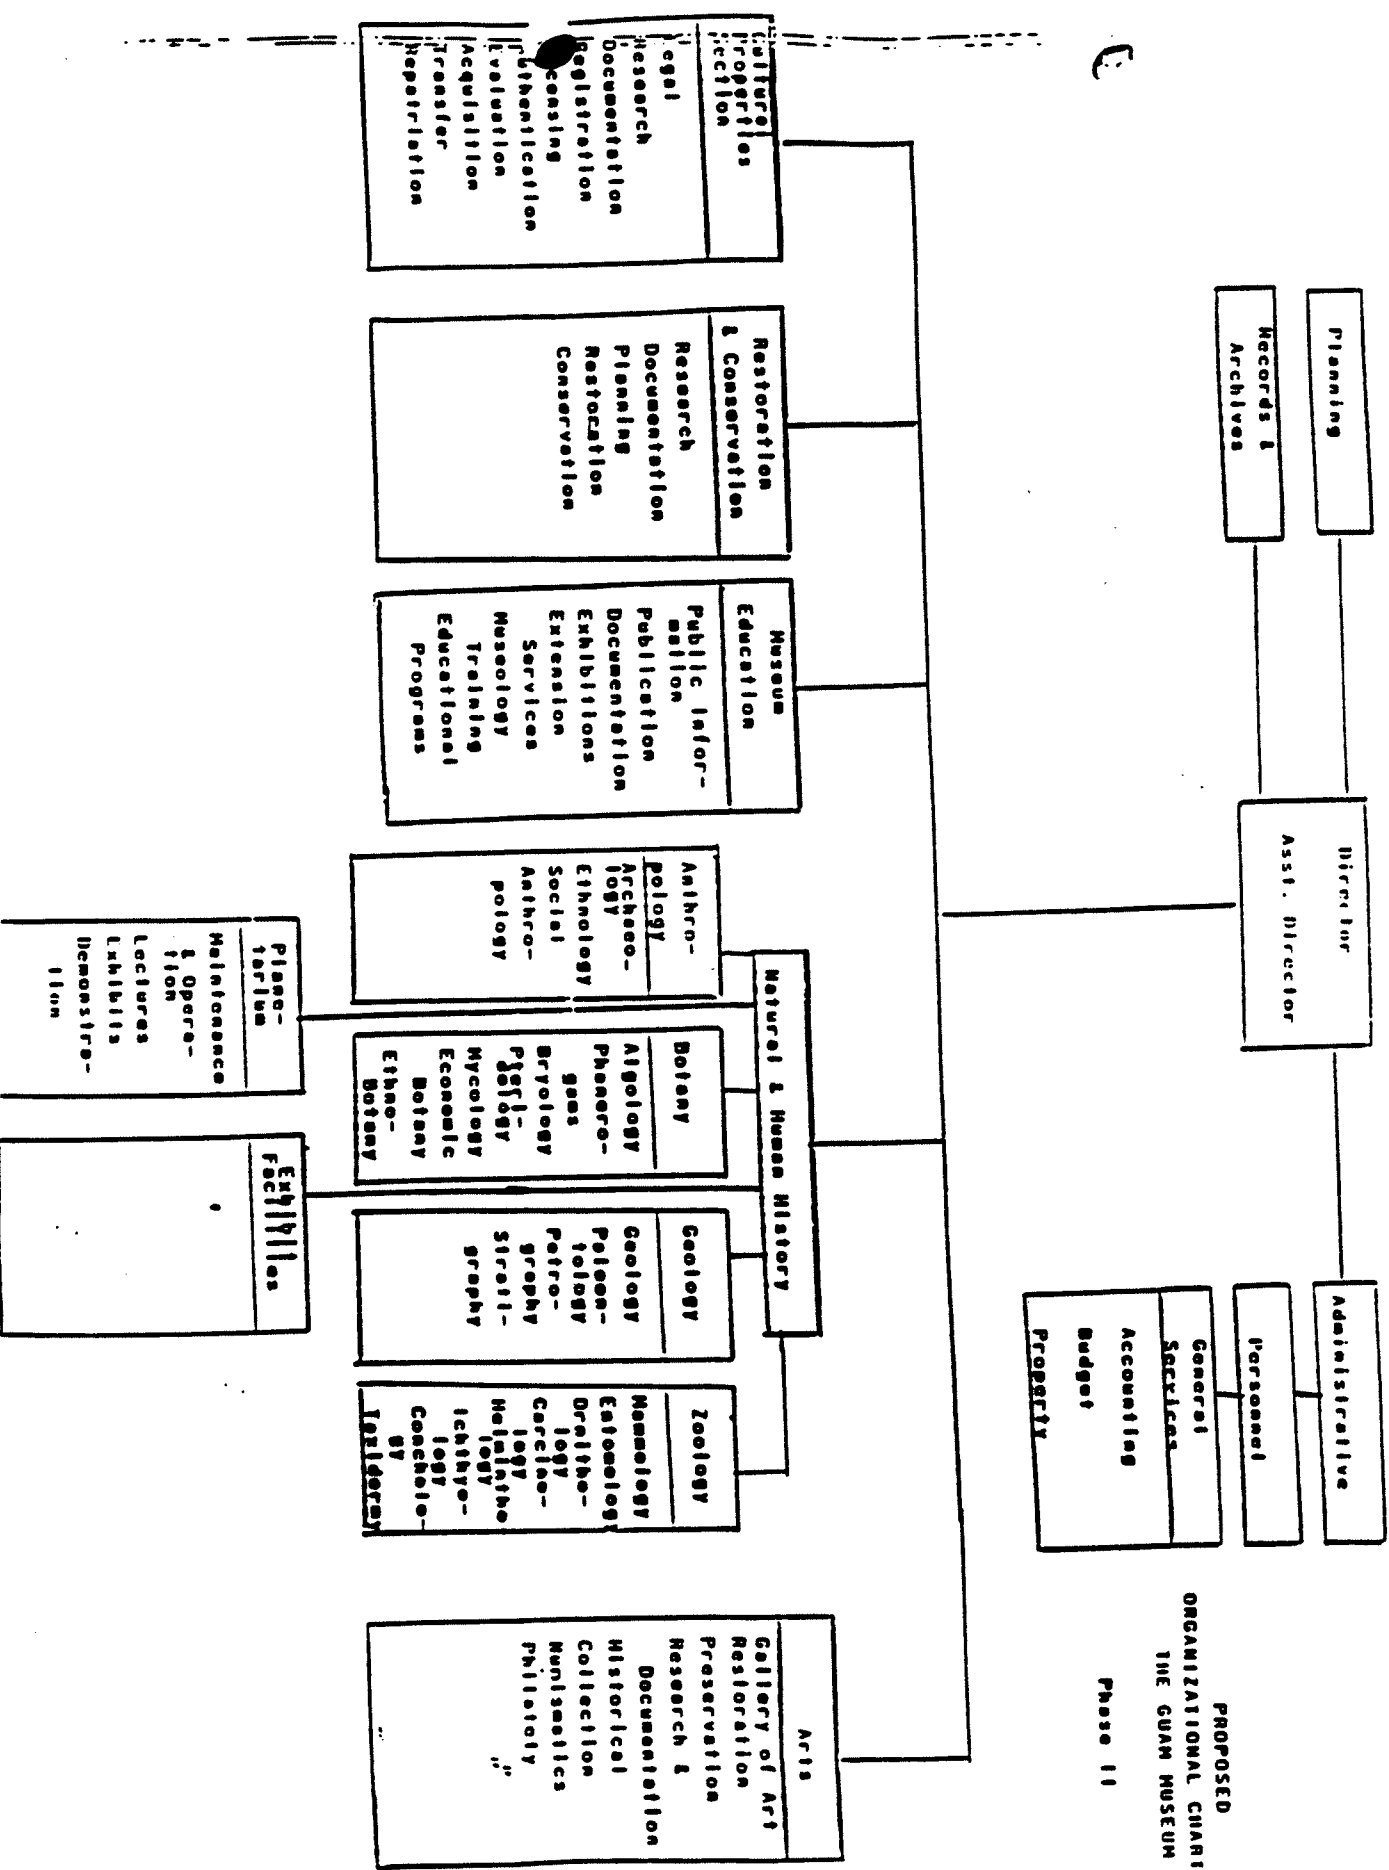 PROPOSED
ORGANIZATIONAL CHART
THE GUAM MUSEUM
Phase II
Planning
Records &
Archives
Director
Asst. Director
Administrative
Personnel
General
Services
Accounting
Budget
Property
Cultural
Properties
Section
Legal
Research
Documentation
Registration
Licensing
Authentication
Evaluation
Acquisition
Transfer
Repatriation
Restoration
& Conservation
Research
Documentation
Planning
Restoration
Conservation
Museum
Education
Public Infor-
mation
Publication
Documentation
Exhibitions
Extension
Services
Museology
Training
Educational
Programs
Natural & Human History
Anthro-
pology
Archaeo-
logy
Ethnology
Social
Anthro-
pology
Botany
Algology
Phanero-
gams
Bryology
Pteri-
dology
Mycology
Economic
Botany
Ethno-
Botany
Geology
Geology
Paleon-
tology
Petro-
graphy
Strati-
graphy
Zoology
Mammology
Entomology
Ornitho-
logy
Carcino-
logy
Helmintho
logy
Ichthyo-
logy
Concholo-
gy
Taxidermy
Arts
Gallery of Art
Restoration
Preservation
Research &
Documentation
Historical
Collection
Numismatics
Philately
Plane-
tarium
Maintenance
& Opera-
tion
Lectures
Exhibits
Demonstra-
tion
Exhibit
Facilities